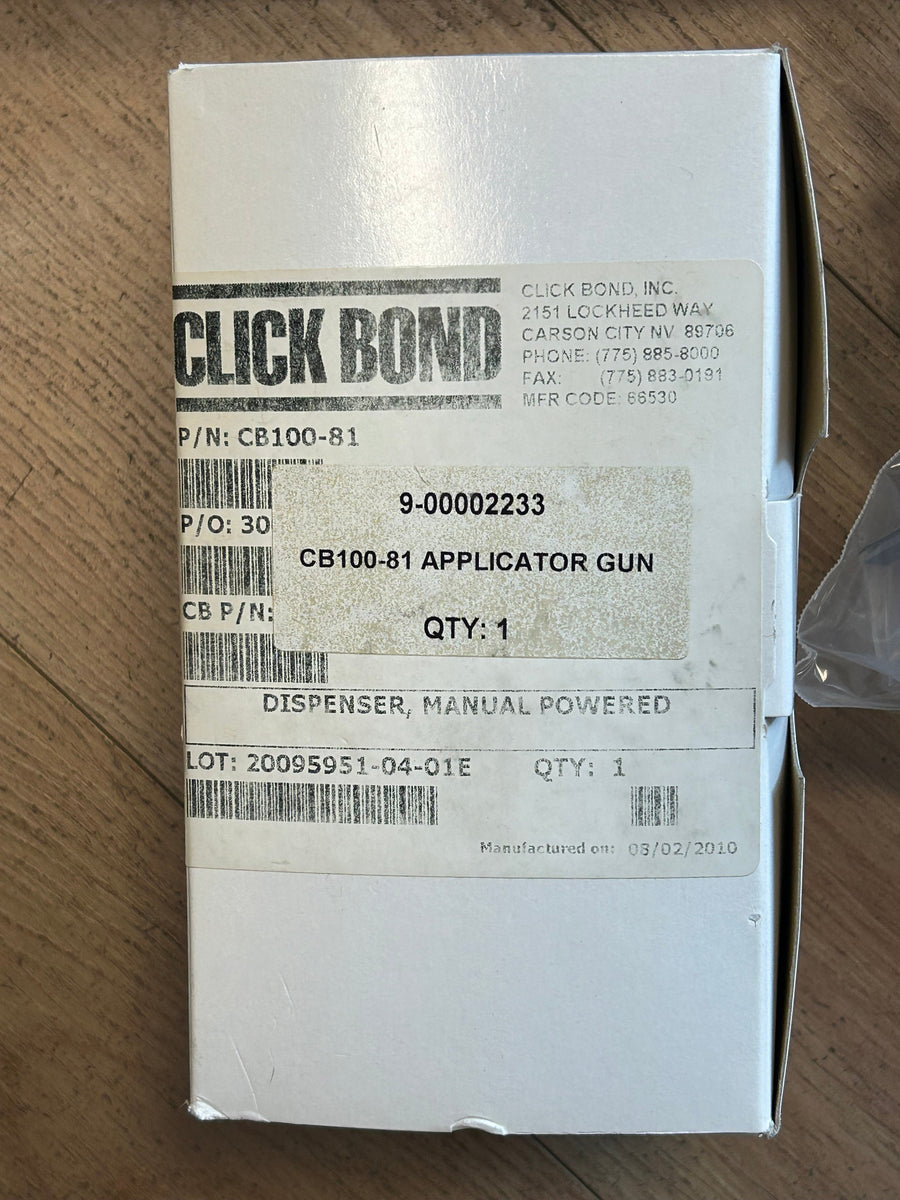 CLICK BOND
CLICK BOND, INC.
2151 LOCKHEED WAY
CARSON CITY NV 89706
PHONE: (775) 885-8000
FAX: (775) 883-0191
MFR CODE: 66530
P/N: CB100-81
P/O: 30
CB P/N:
9-00002233
CB100-81 APPLICATOR GUN
QTY: 1
DISPENSER, MANUAL POWERED
LOT: 20095951-04-01E QTY: 1
Manufactured on: 08/02/2010